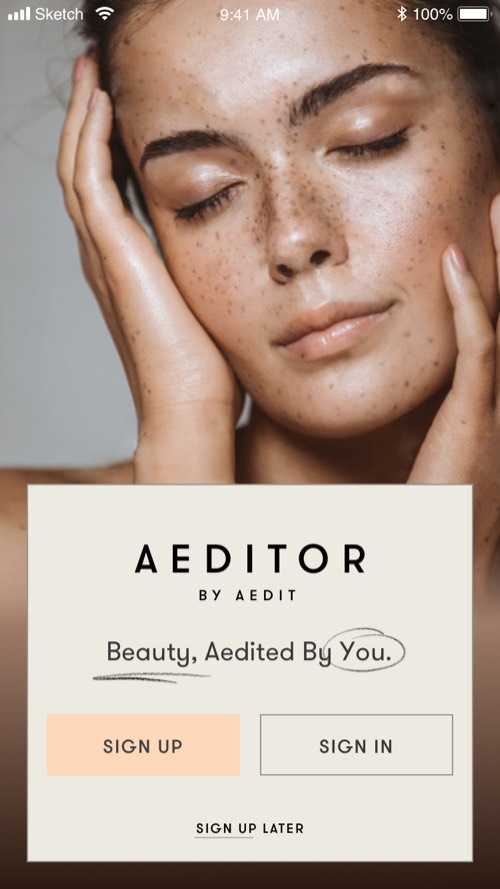 Sketch 9:41 AM 100%
AEDITOR
BY AEDIT
Beauty, Aedited By You.
SIGN UP SIGN IN
SIGN UP LATER